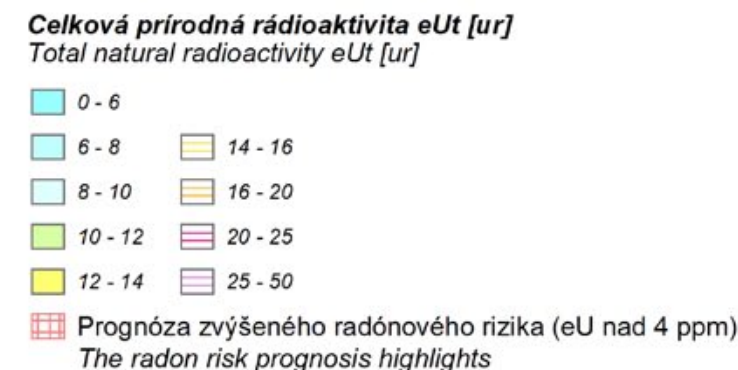 Celková prírodná rádioaktivita eUt [ur]
Total natural radioactivity eUt [ur]
0 - 6
6 - 8 14 - 16
8 - 10 16 - 20
10 - 12 20 - 25
12 - 14 25 - 50
Prognóza zvýšeného radónového rizika (eU nad 4 ppm)
The radon risk prognosis highlights